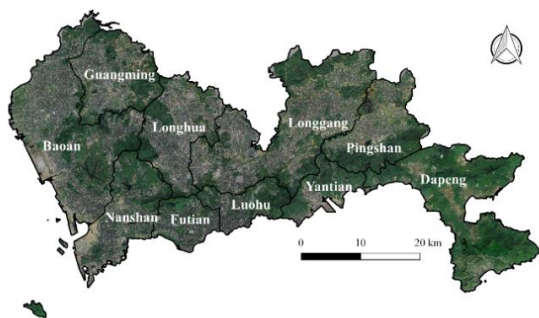 Guangming
Baoan
Longhua
Longgang
Pingshan
Dapeng
Yantian
Luohu
Futian
Nanshan
0 10 20 km